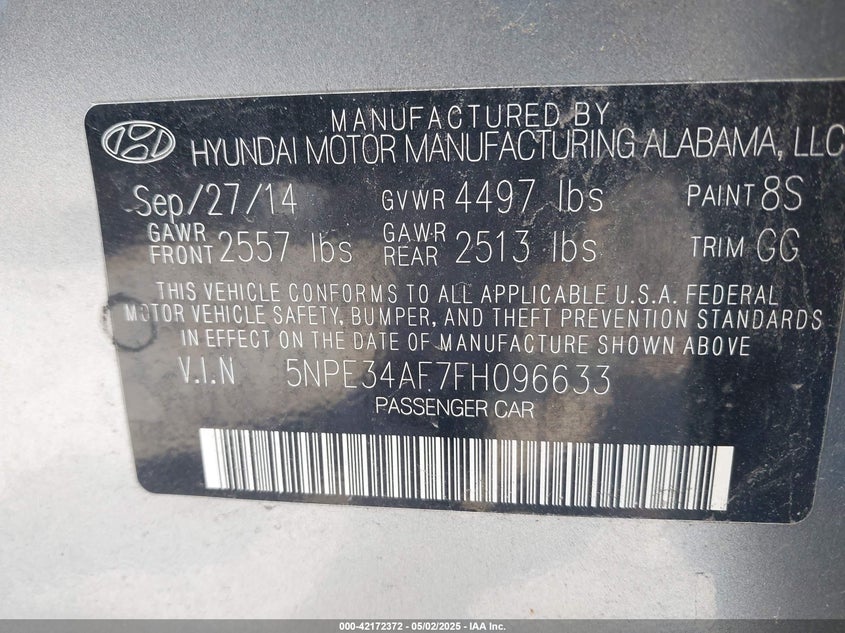 MANUFACTURED BY
HYUNDAI MOTOR MANUFACTURING ALABAMA, LLC
Sep/27/14 GVWR 4497 lbs PAINT 8S
GAWR FRONT 2557 lbs GAWR REAR 2513 lbs TRIM GG
THIS VEHICLE CONFORMS TO ALL APPLICABLE U.S.A. FEDERAL
MOTOR VEHICLE SAFETY, BUMPER, AND THEFT PREVENTION STANDARDS
IN EFFECT ON THE DATE OF MANUFACTURE SHOWN ABOVE
V.I.N 5NPE34AF7FH096633
PASSENGER CAR
000-42172372 - 05/02/2025 - IAA Inc.